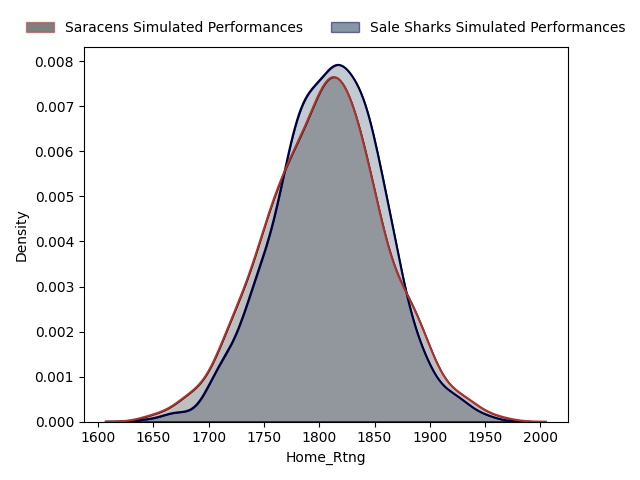 Saracens Simulated Performances Sale Sharks Simulated Performances
0.008
0.007
0.006
0.005
0.004
0.003
0.002
0.001
0.000
Density
1600 1650 1700 1750 1800 1850 1900 1950 2000
Home_Rtng